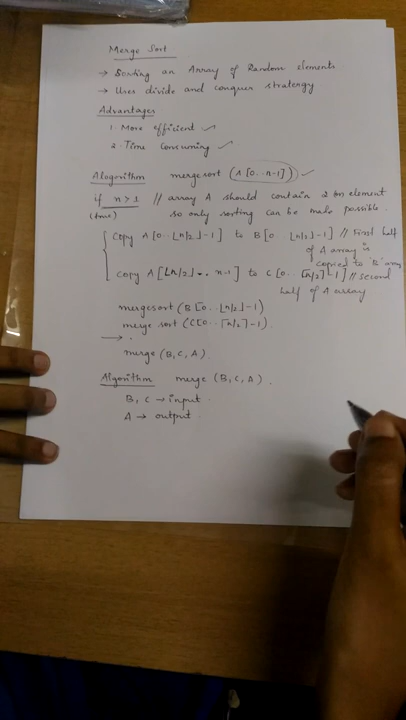 Merge Sort
→ Sorting an Array of Random elements
→ Uses divide and conquer stratergy
Advantages
1. More efficient ✓
2. Time Consuming ✓
Alogorithm mergesort (A[0..n-1]) ✓
if n>1 // array A should contain 2 element
(true) so only sorting can be made possible.
Copy A[0..⌊n/2⌋-1] to B[0..⌊n/2⌋-1] // first half
of A array is
copied to 'B' array
copy A[⌊n/2⌋..n-1] to C[0..⌈n/2⌉-1] // second
half of A array
mergesort (B[0..⌊n/2⌋-1)
merge sort (C[0..⌈n/2⌉-1).
→ .
merge (B,C,A).
Algorithm merge (B,C,A).
B, C → input
A → output